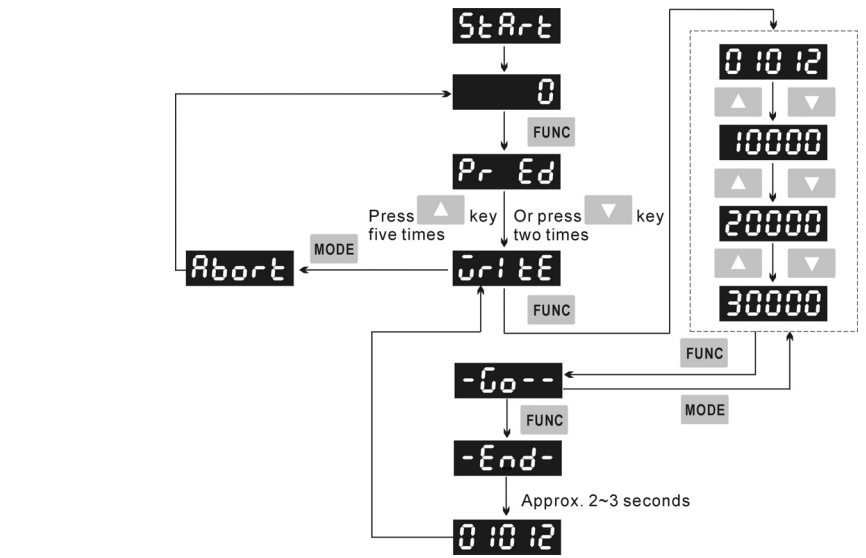 StArt
0
FUNC
Pr Ed
Press key
five times
Or press key
two times
MODE
Abort
WrItE
FUNC
01012
10000
20000
30000
FUNC
-Go--
MODE
FUNC
-End-
Approx. 2~3 seconds
01012